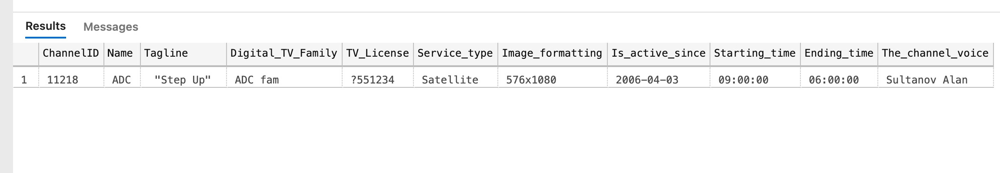 Results Messages
ChannelID Name Tagline Digital_TV_Family TV_License Service_type Image_formatting Is_active_since Starting_time Ending_time The_channel_voice
1 11218 ADC "Step Up" ADC fam ?551234 Satellite 576x1080 2006-04-03 09:00:00 06:00:00 Sultanov Alan